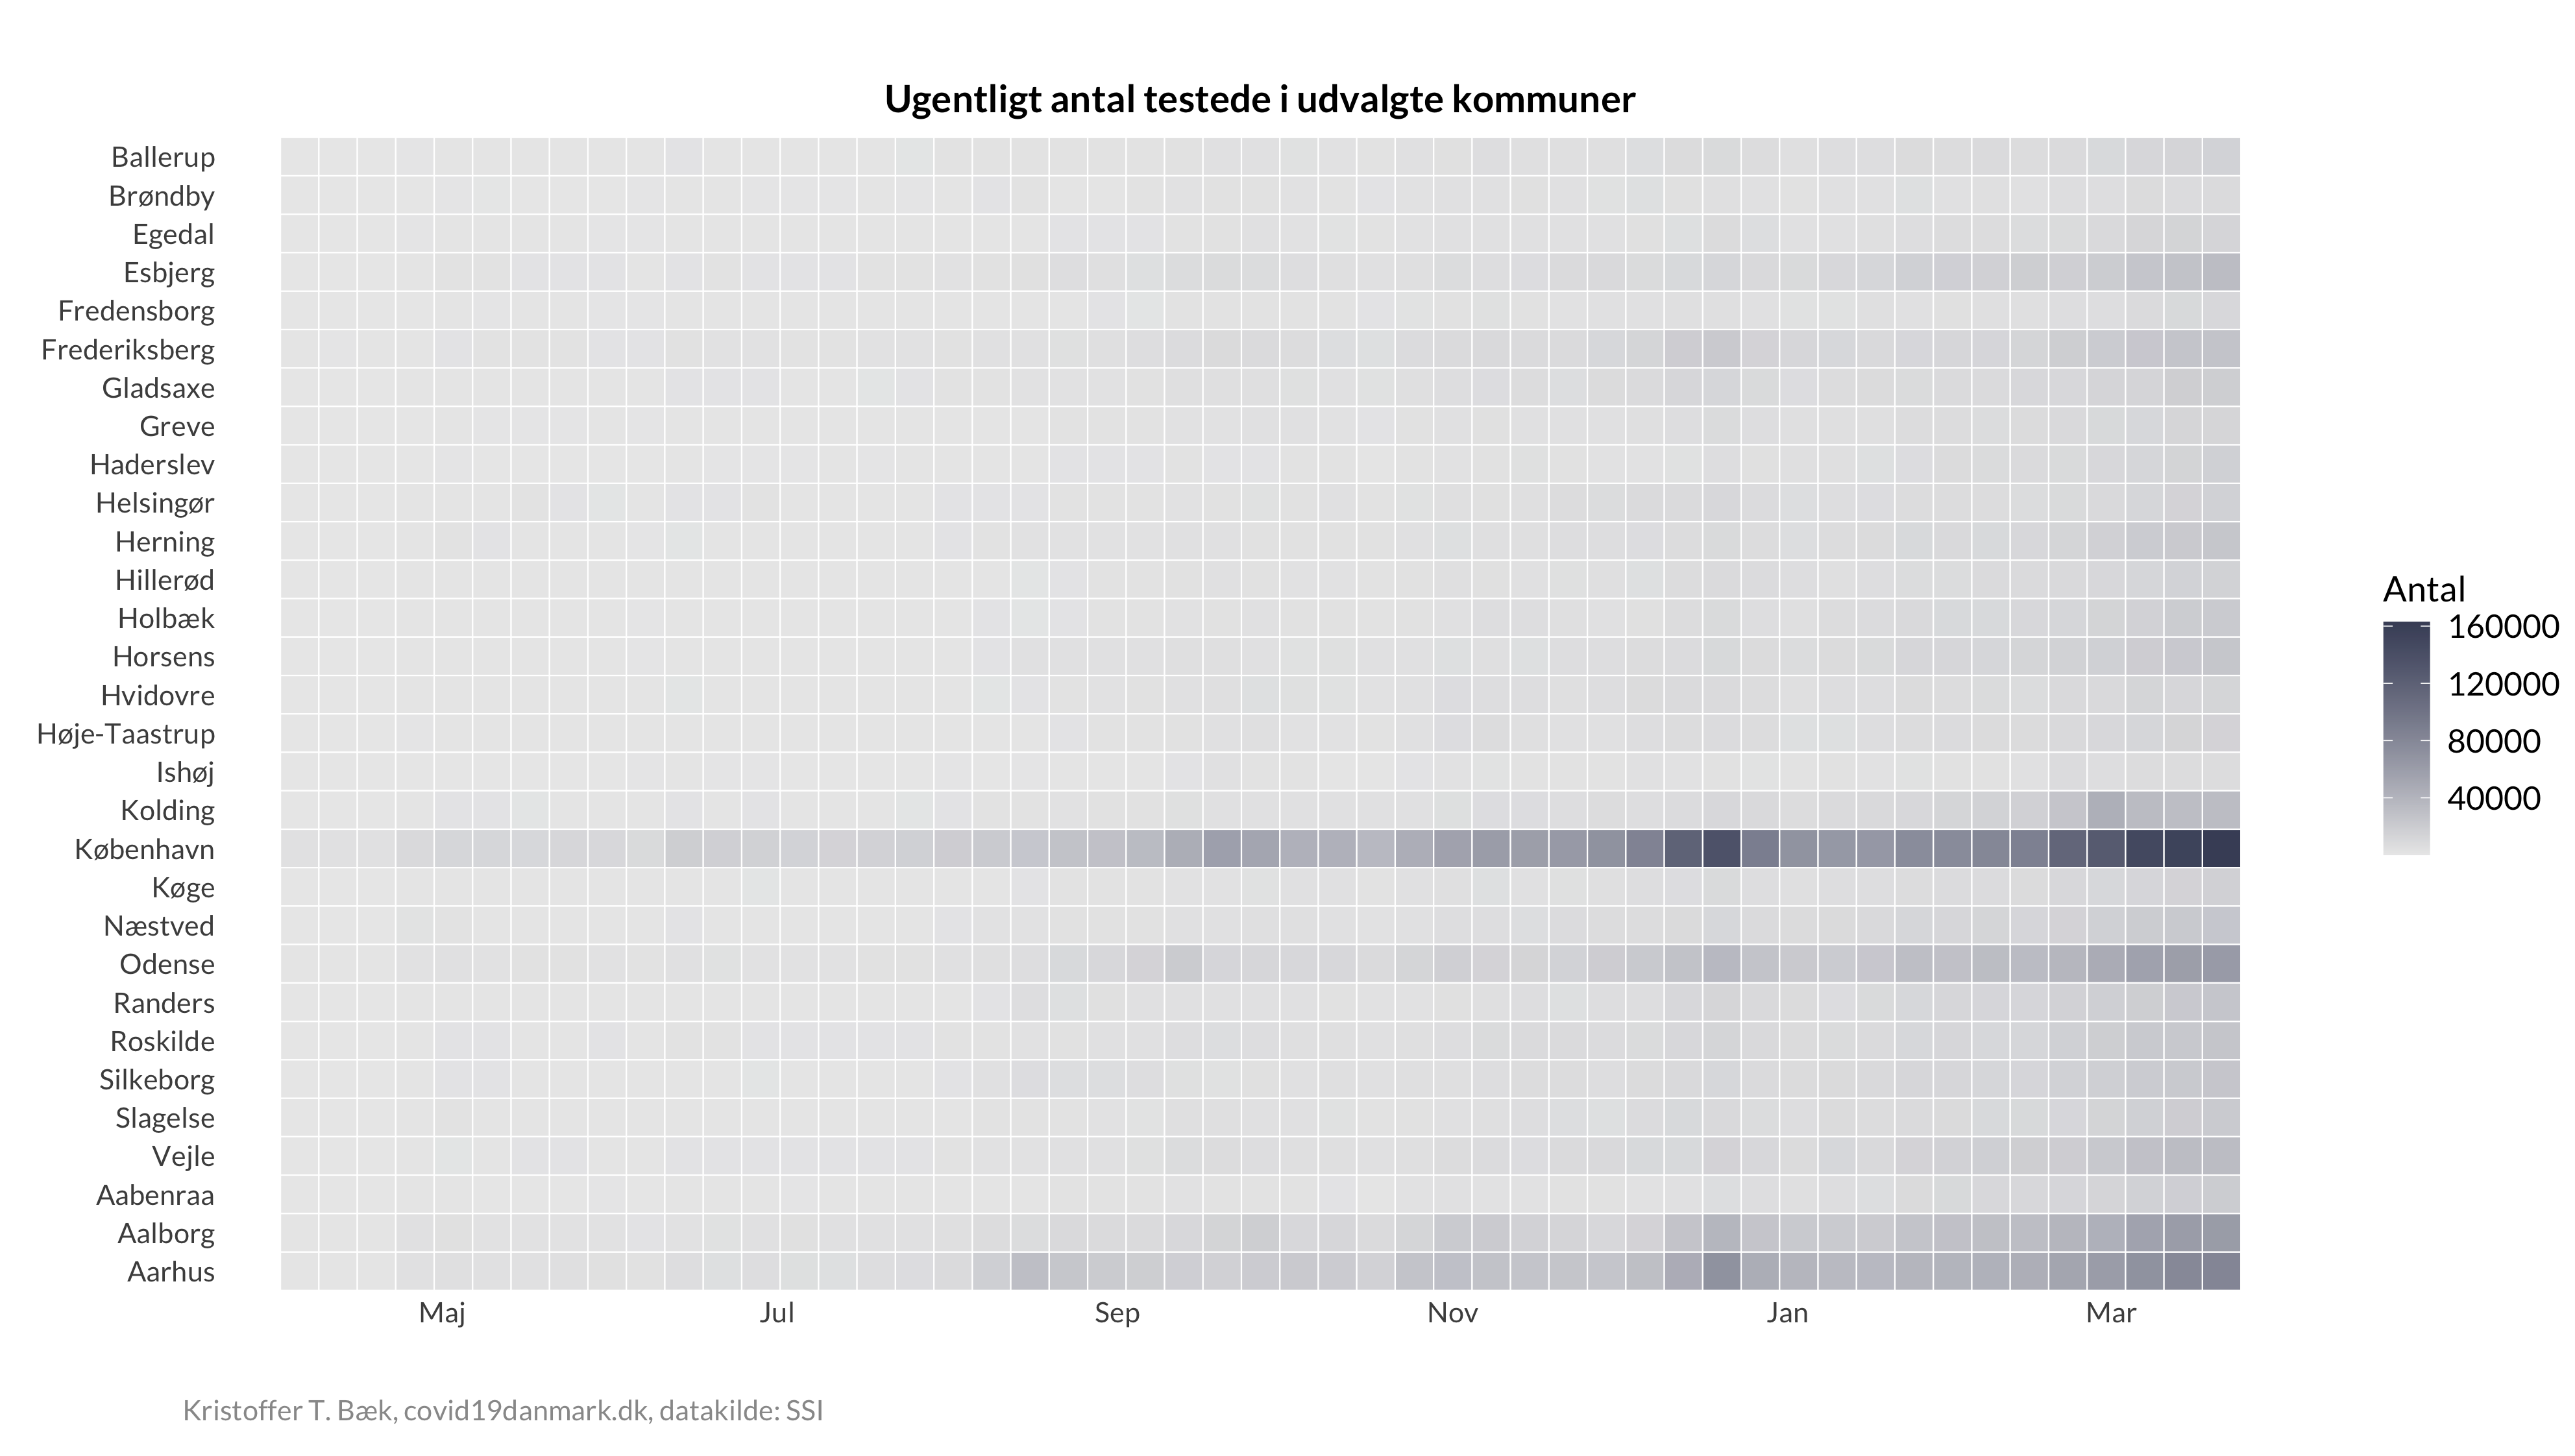 Ugentligt antal testede i udvalgte kommuner
Ballerup
Brøndby
Egedal
Esbjerg
Fredensborg
Frederiksberg
Gladsaxe
Greve
Haderslev
Helsingør
Herning
Hillerød
Holbæk
Horsens
Hvidovre
Høje-Taastrup
Ishøj
Kolding
København
Køge
Næstved
Odense
Randers
Roskilde
Silkeborg
Slagelse
Vejle
Aabenraa
Aalborg
Aarhus
Maj Jul Sep Nov Jan Mar
Antal
160000
120000
80000
40000
Kristoffer T. Bæk, covid19danmark.dk, datakilde: SSI